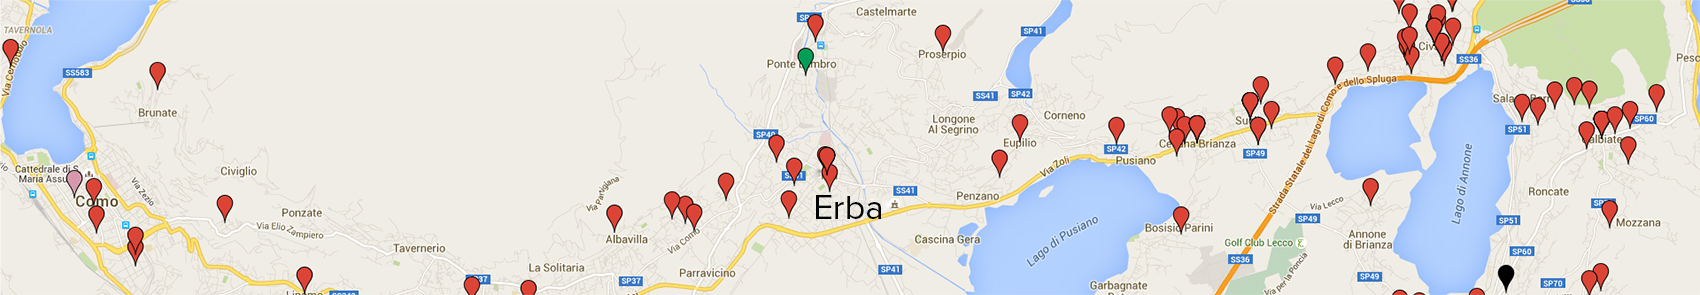 TAVERNOLA
Via Cernobbio
SS583
Brunate
Civiglio
Cattedrale di S.
Maria Assu
Como
Via Zezio
Ponzate
Via Elio Zampiero
Tavernerio
La Solitaria
Albavilla
Via Partigiana
Via Como
Parravicino
SP37
SP40
Ponte Lambro
Castelmarte
Proserpio
SP41
SS41
SP42
Longone
Al Segrino
Corneno
Eupilio
SS41
Erba
Penzano
Cascina Gera
SP41
Via Zoli
SP42
Pusiano
Lago di Pusiano
Bosisio Parini
Garbagnate
Cesana Brianza
Su
SP49
Strada Statale del Lago di Como e dello Spluga
SS36
Golf Club Lecco
SS36
Via per la Poncia
SP49
Via Lecco
Annone
di Brianza
SP49
Civ
SS36
Lago di Annone
SP51
SP51
SP60
SP60
SP70
Roncate
Mozzana
Pesc